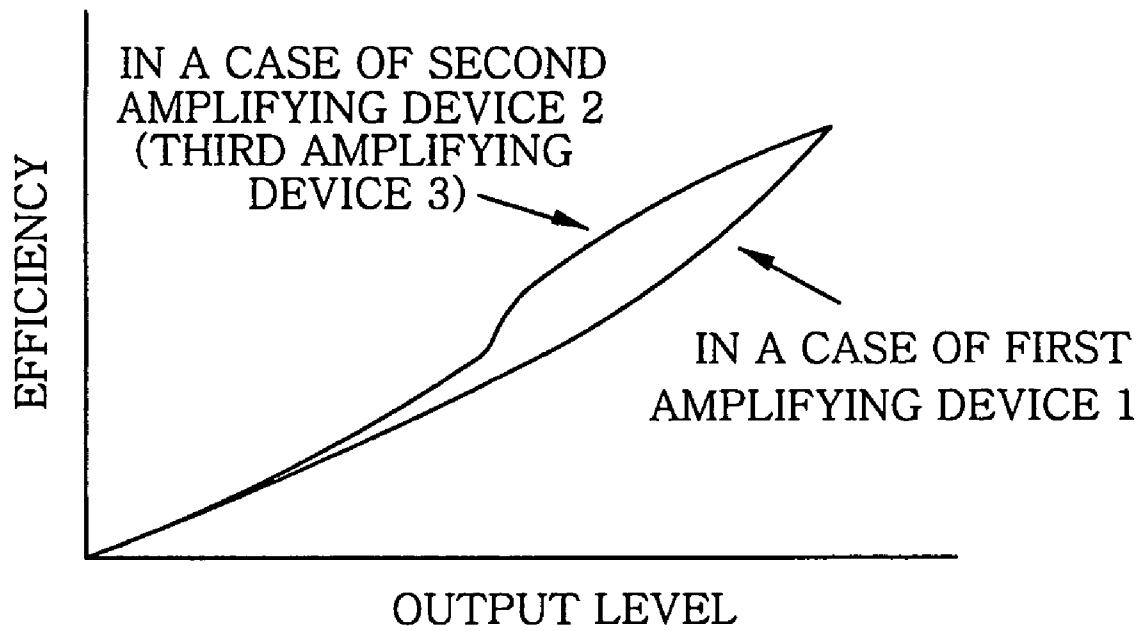 IN A CASE OF SECOND
AMPLIFYING DEVICE 2
(THIRD AMPLIFYING
DEVICE 3)
EFFICIENCY
IN A CASE OF FIRST
AMPLIFYING DEVICE 1
OUTPUT LEVEL